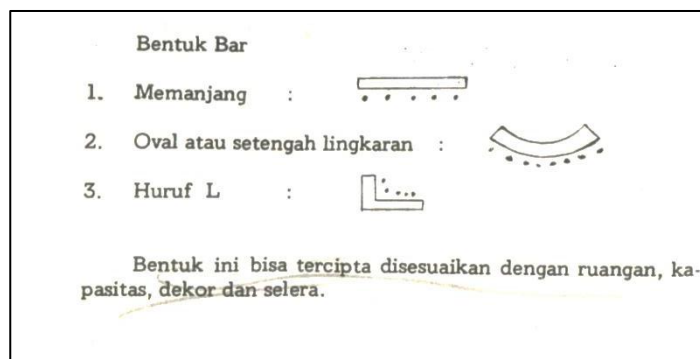 Bentuk Bar
1. Memanjang :
2. Oval atau setengah lingkaran :
3. Huruf L :
Bentuk ini bisa tercipta disesuaikan dengan ruangan, ka-
pasitas, dekor dan selera.